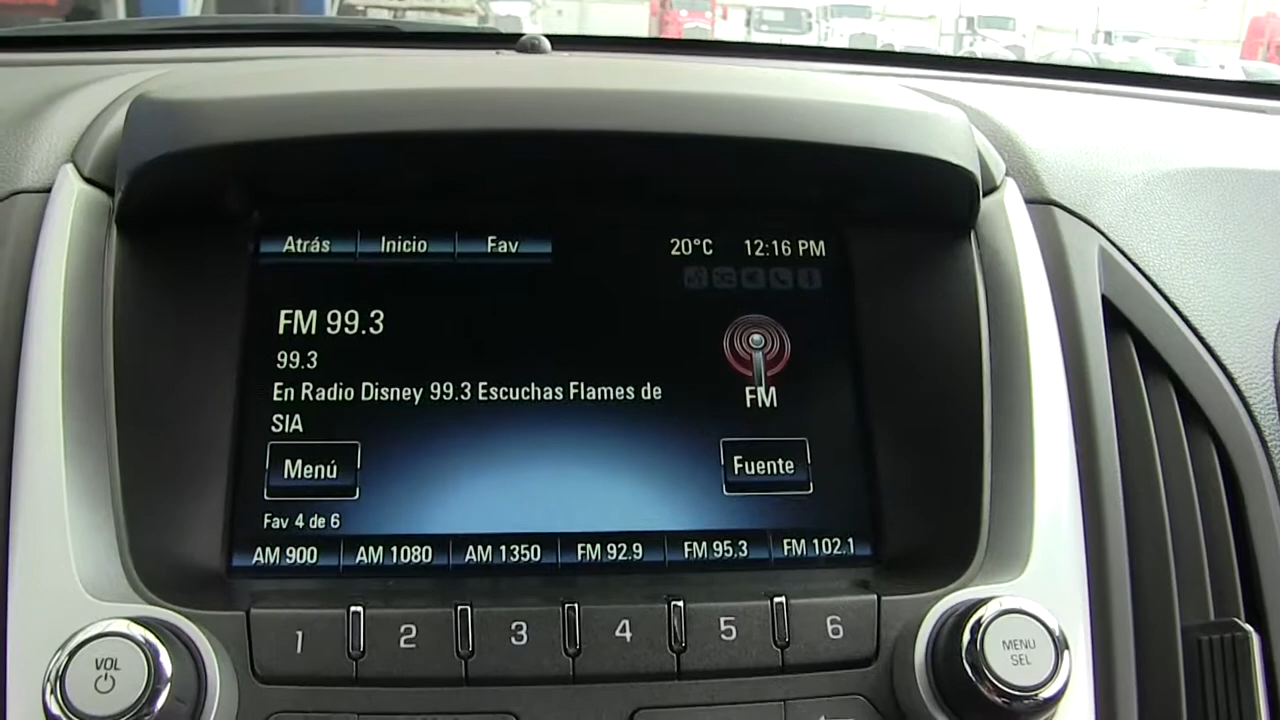 Atrás Inicio Fav 20°C 12:16 PM
FM 99.3
99.3
En Radio Disney 99.3 Escuchas Flames de
SIA
FM
Menú Fuente
Fav 4 de 6
AM 900 AM 1080 AM 1350 FM 92.9 FM 95.3 FM 102.1
1 2 3 4 5 6
VOL
MENU
SEL